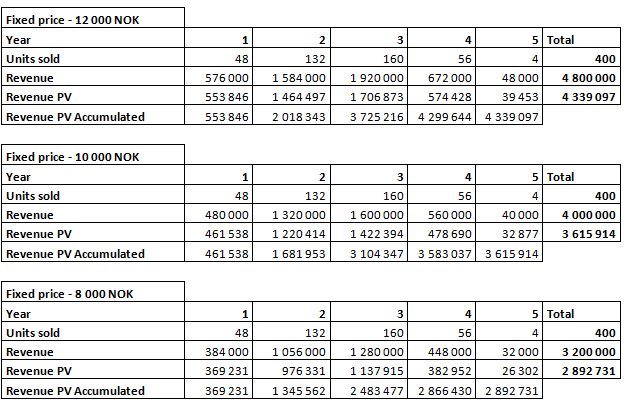 Fixed price - 12 000 NOK
Year 1 2 3 4 5 Total
Units sold 48 132 160 56 4 400
Revenue 576 000 1 584 000 1 920 000 672 000 48 000 4 800 000
Revenue PV 553 846 1 464 497 1 706 873 574 428 39 453 4 339 097
Revenue PV Accumulated 553 846 2 018 343 3 725 216 4 299 644 4 339 097
Fixed price - 10 000 NOK
Year 1 2 3 4 5 Total
Units sold 48 132 160 56 4 400
Revenue 480 000 1 320 000 1 600 000 560 000 40 000 4 000 000
Revenue PV 461 538 1 220 414 1 422 394 478 690 32 877 3 615 914
Revenue PV Accumulated 461 538 1 681 953 3 104 347 3 583 037 3 615 914
Fixed price - 8 000 NOK
Year 1 2 3 4 5 Total
Units sold 48 132 160 56 4 400
Revenue 384 000 1 056 000 1 280 000 448 000 32 000 3 200 000
Revenue PV 369 231 976 331 1 137 915 382 952 26 302 2 892 731
Revenue PV Accumulated 369 231 1 345 562 2 483 477 2 866 430 2 892 731